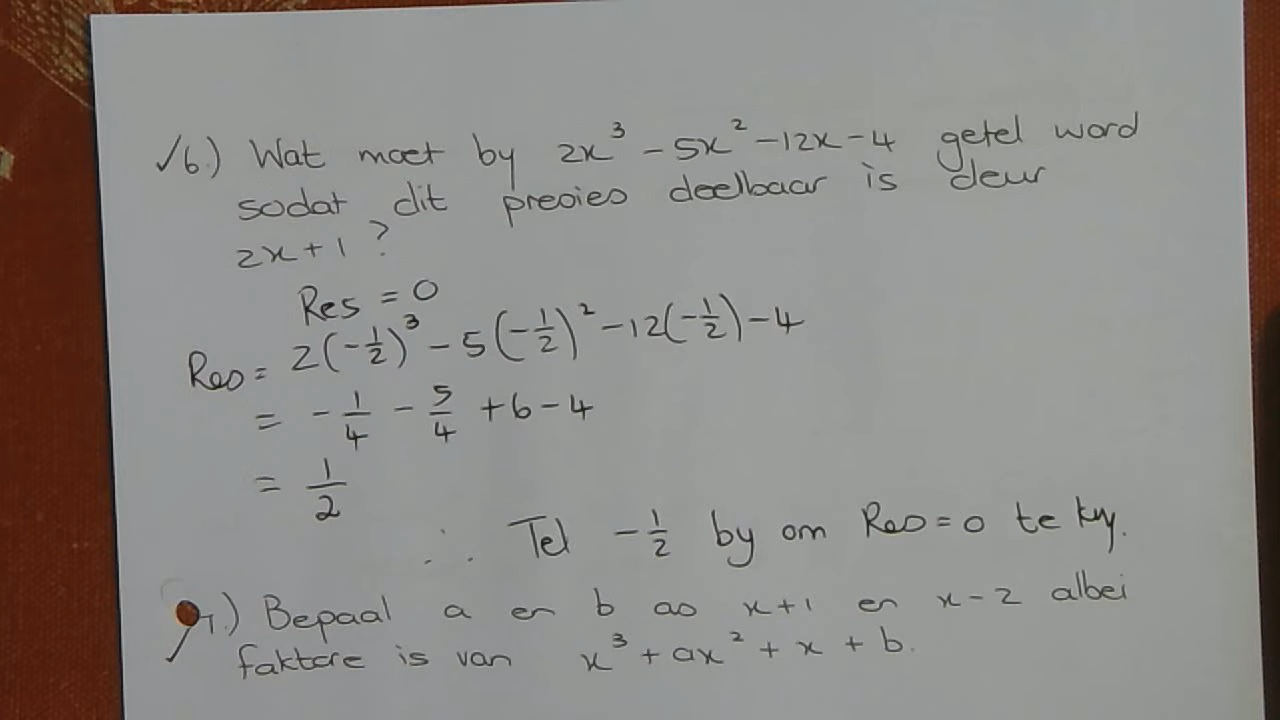 √6.) Wat moet by 2x³ - 5x² - 12x - 4 getel word
sodat dit presies deelbaar is deur
2x + 1 ?
Res = 0
Res = 2(-1/2)³ - 5(-1/2)² - 12(-1/2) - 4
= - 1/4 - 5/4 + 6 - 4
= 1/2
∴ Tel - 1/2 by om Res = 0 te kry.
7.) Bepaal a en b as x+1 en x-2 albei
faktore is van x³ + ax² + x + b.